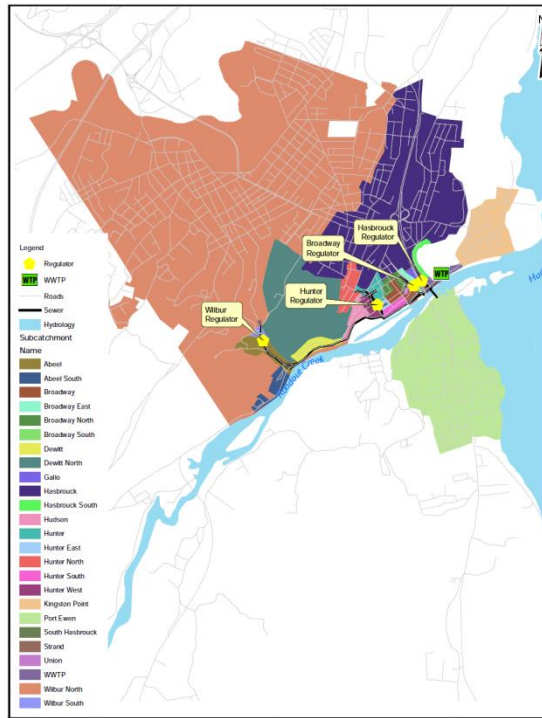 N
Hasbrouck
Regulator
Broadway
Regulator
WTP
Hunter
Regulator
Wilbur
Regulator
Rondout Creek
Legend
Regulator
WTP WWTP
Roads
Sewer
Hydrology
Subcatchment
Name
Abeel
Abeel South
Broadway
Broadway East
Broadway North
Broadway South
Dewitt
Dewitt North
Gallo
Hasbrouck
Hasbrouck South
Hudson
Hunter
Hunter East
Hunter North
Hunter South
Hunter West
Kingston Point
Port Ewen
South Hasbrouck
Strand
Union
WWTP
Wilbur North
Wilbur South